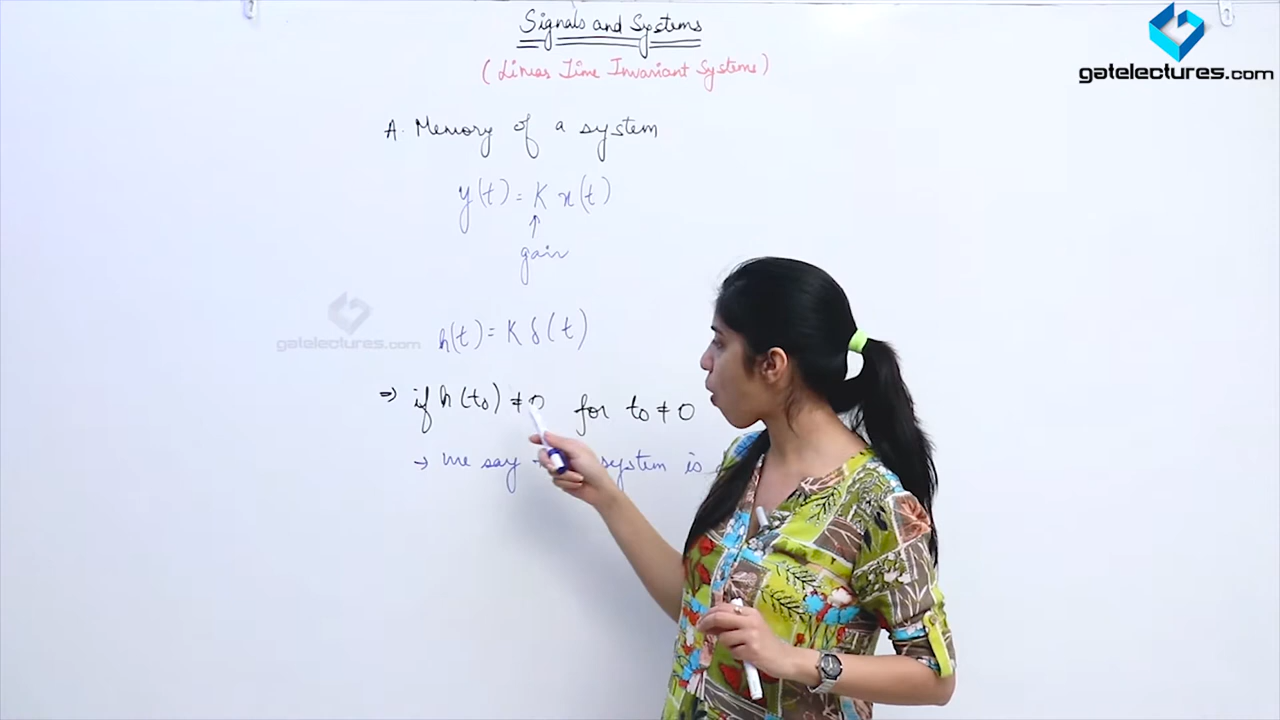 Signals and Systems
gatelectures.com
(Linear Time Invariant Systems)
A. Memory of a system
y(t) = K x(t)
↑
gain
gatelectures.com
h(t) = K δ(t)
⇒ if h(t₀) ≠ 0 for t₀ ≠ 0
→ we say system is